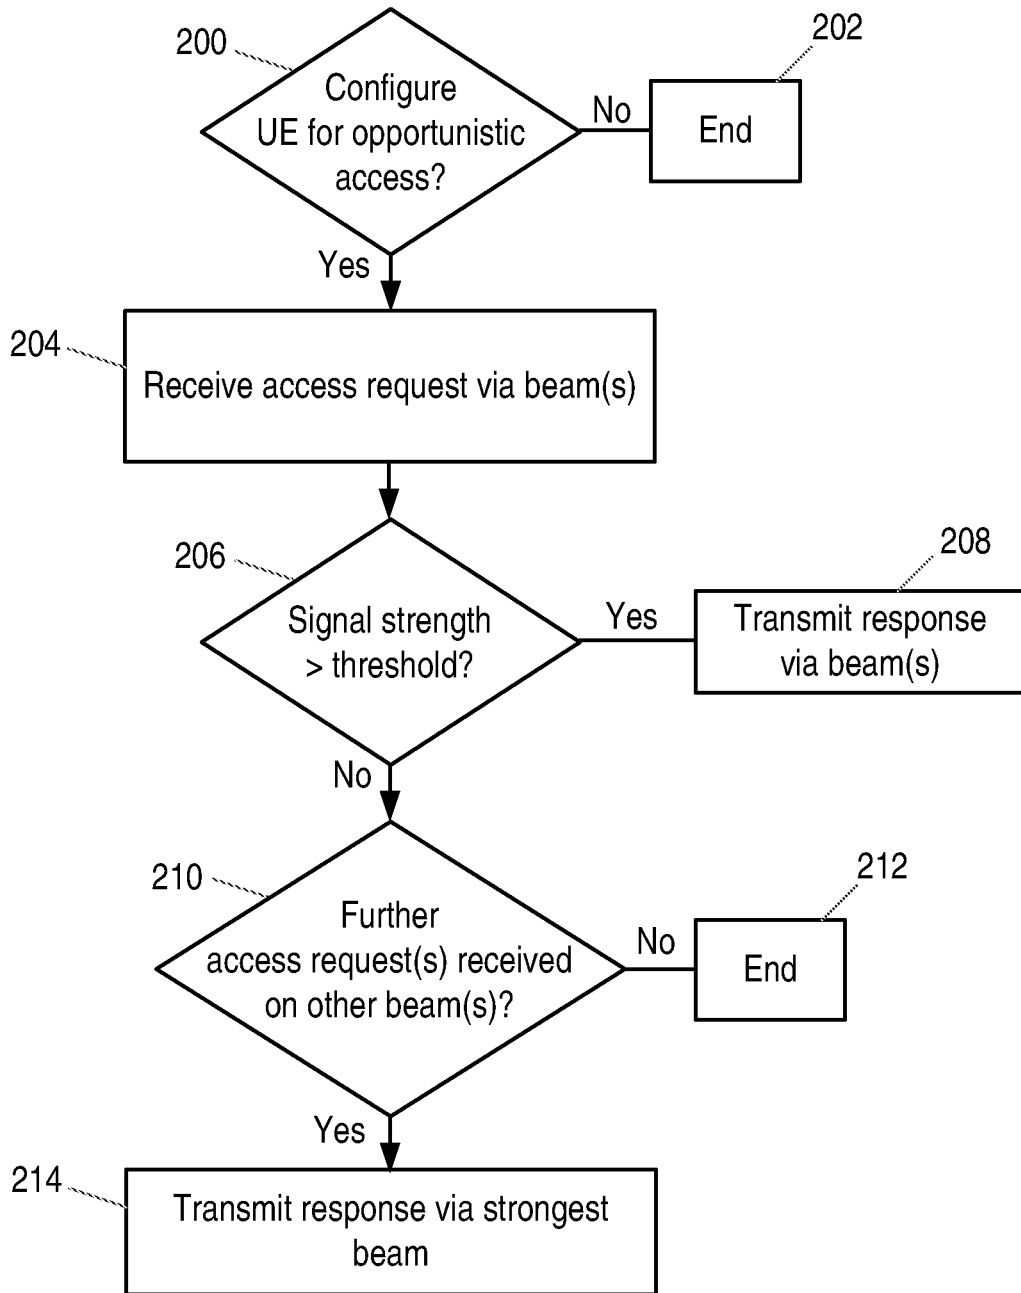 200
202
Configure
UE for opportunistic
access?
No
End
Yes
204
Receive access request via beam(s)
206
208
Signal strength
> threshold?
Yes
Transmit response
via beam(s)
No
210
212
Further
access request(s) received
on other beam(s)?
No
End
Yes
214
Transmit response via strongest
beam